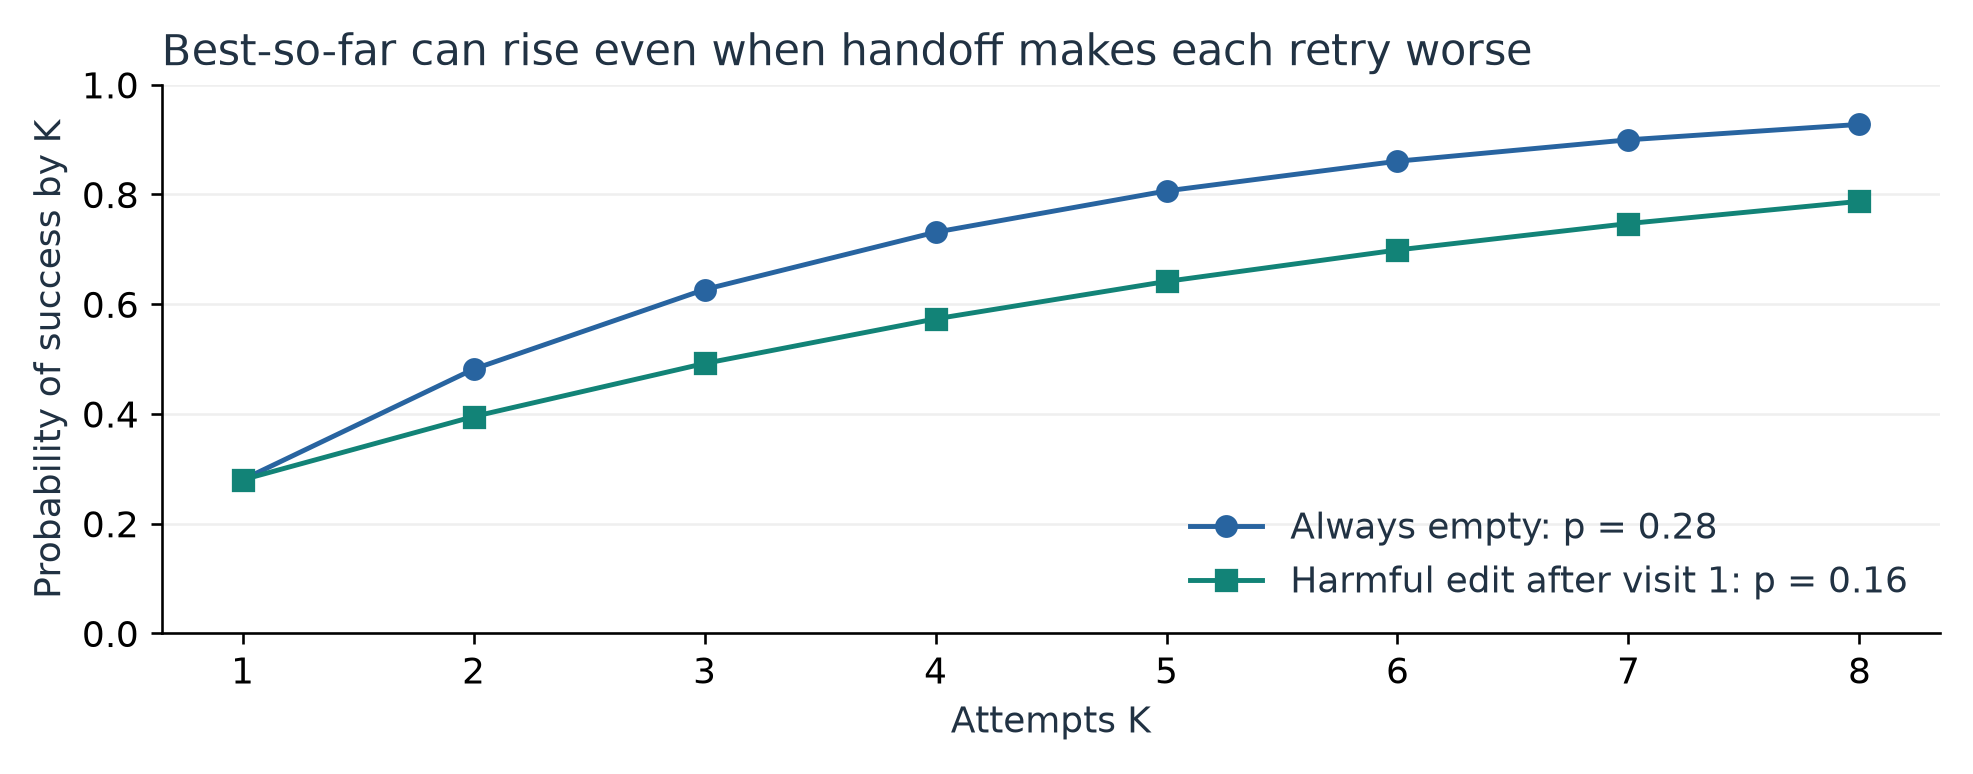 Best-so-far can rise even when handoff makes each retry worse
Probability of success by K
1.0
0.8
0.6
0.4
0.2
0.0
Always empty: p = 0.28
Harmful edit after visit 1: p = 0.16
1 2 3 4 5 6 7 8
Attempts K